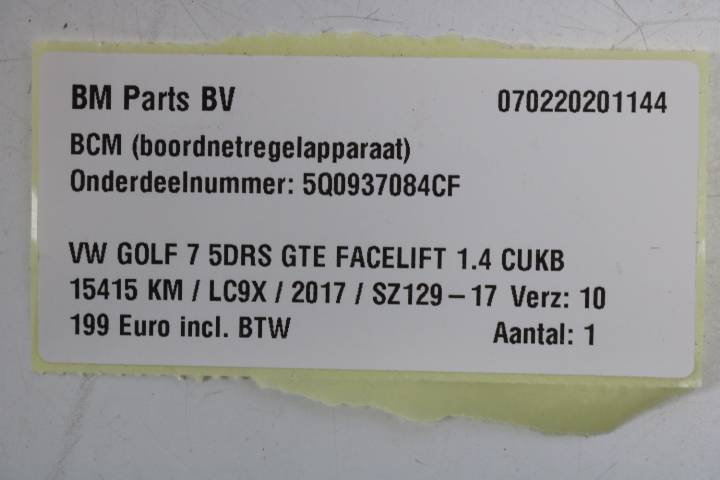 BM Parts BV 070220201144
BCM (boordnetregelapparaat)
Onderdeelnummer: 5Q0937084CF
VW GOLF 7 5DRS GTE FACELIFT 1.4 CUKB
15415 KM / LC9X / 2017 / SZ129-17 Verz: 10
199 Euro incl. BTW Aantal: 1